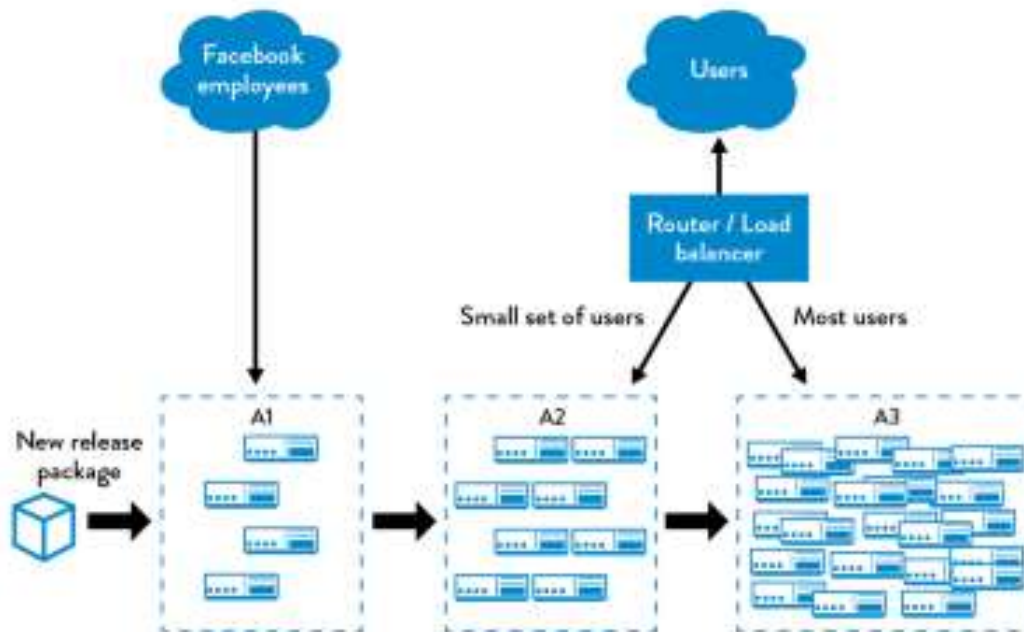 Facebook
employees
Users
Router / Load
balancer
Small set of users
Most users
A1
A2
A3
New release
package